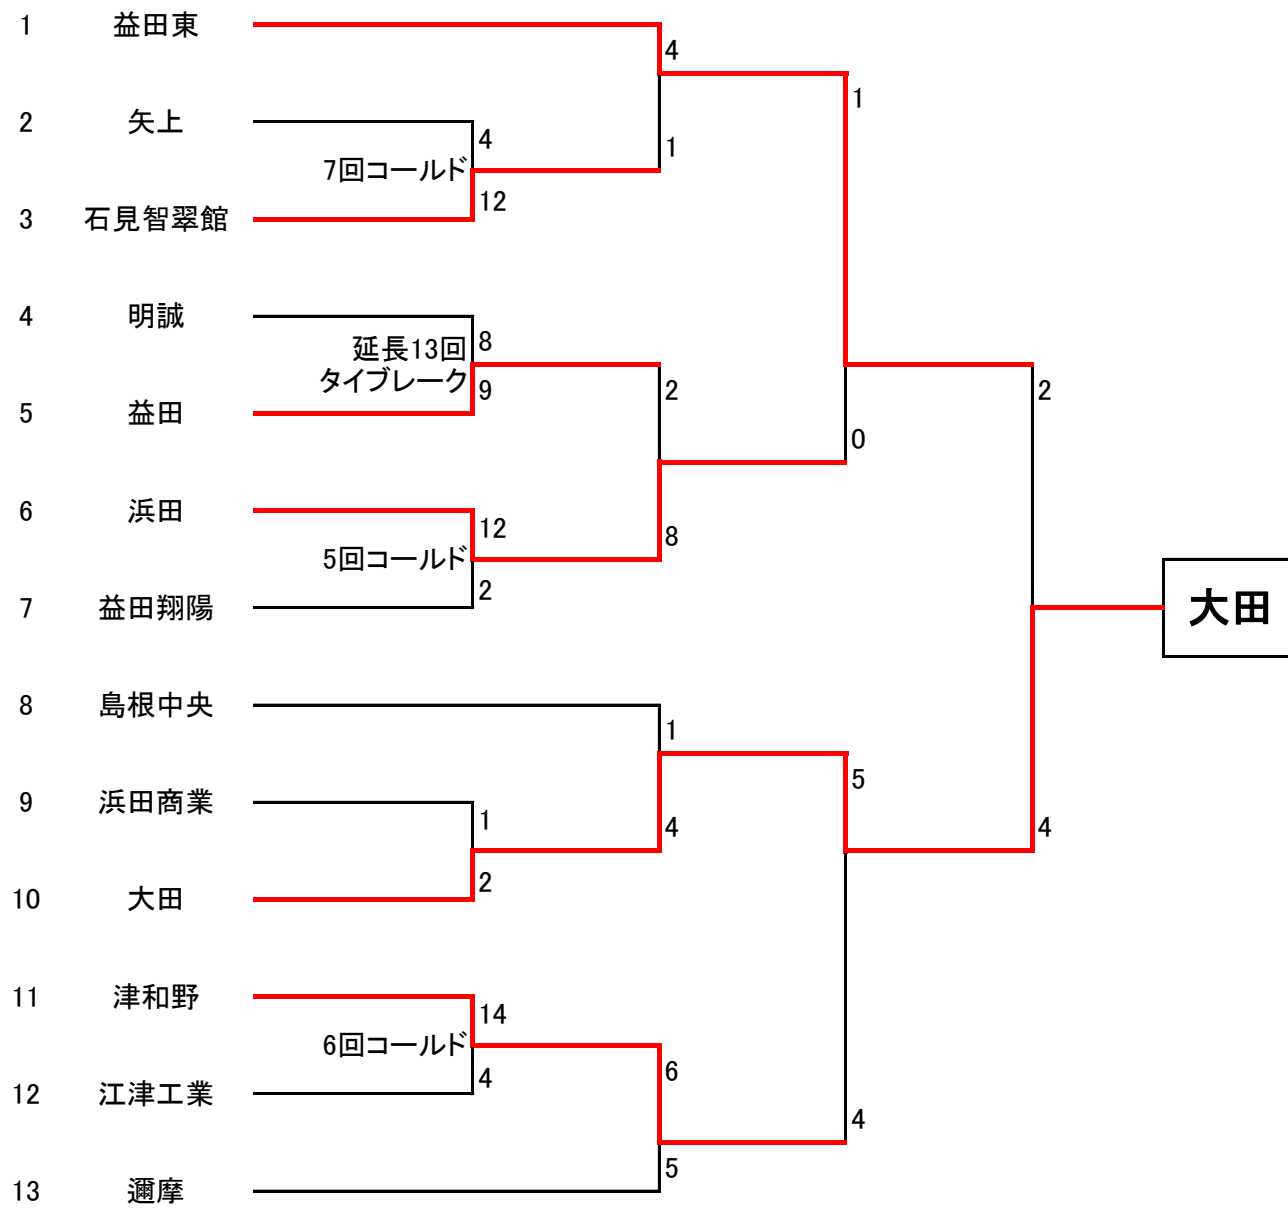 1 益田東
4
1
2 矢上
4
1
7回コールド
12
3 石見智翠館
4 明誠
8
延長13回
タイブレーク
9
2
2
5 益田
0
6 浜田
12
8
5回コールド
2
7 益田翔陽
大田
8 島根中央
1
5
9 浜田商業
1
4
4
2
10 大田
11 津和野
14
6回コールド
6
4
12 江津工業
4
5
13 邇摩